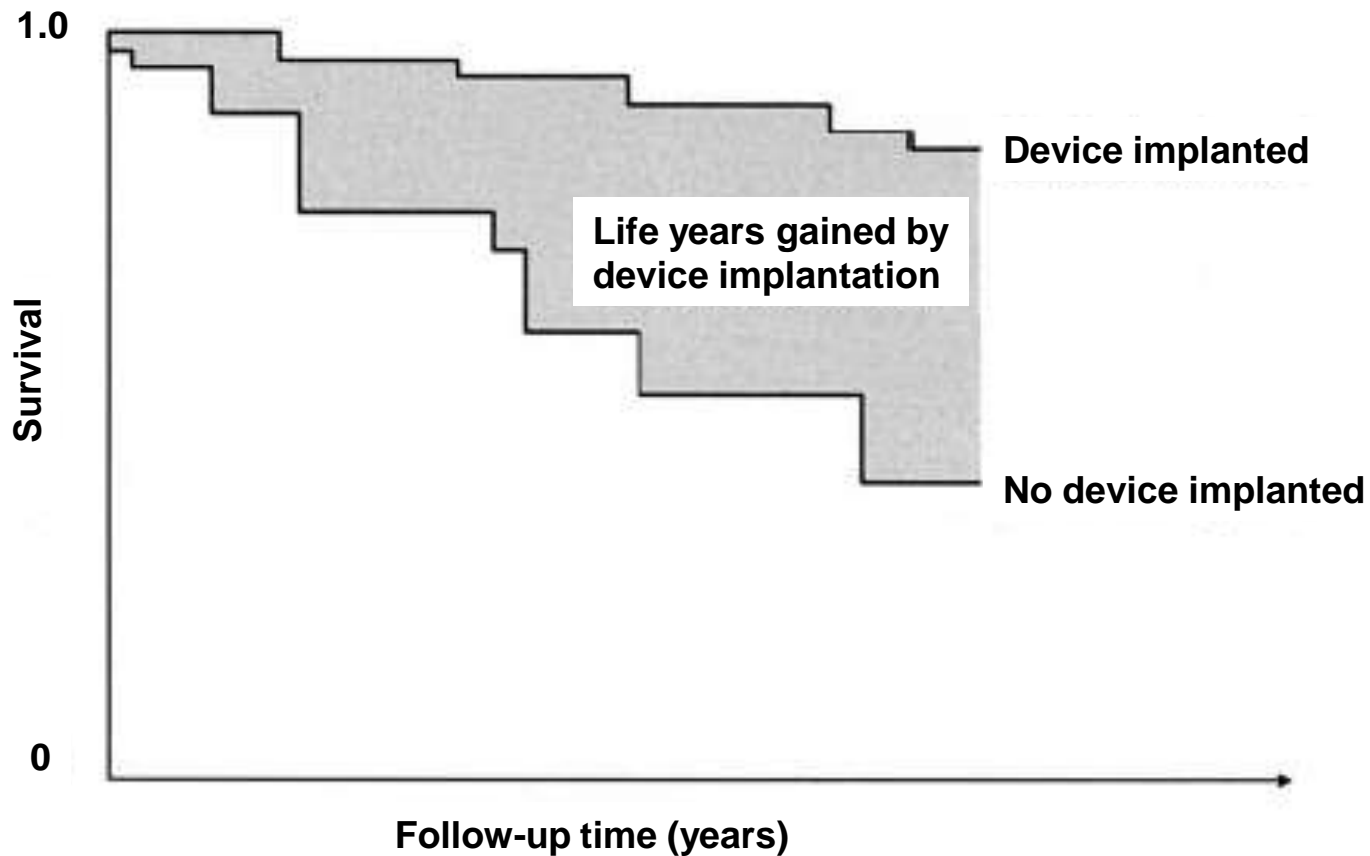 1.0
Device implanted
Life years gained by
device implantation
Survival
No device implanted
0
Follow-up time (years)